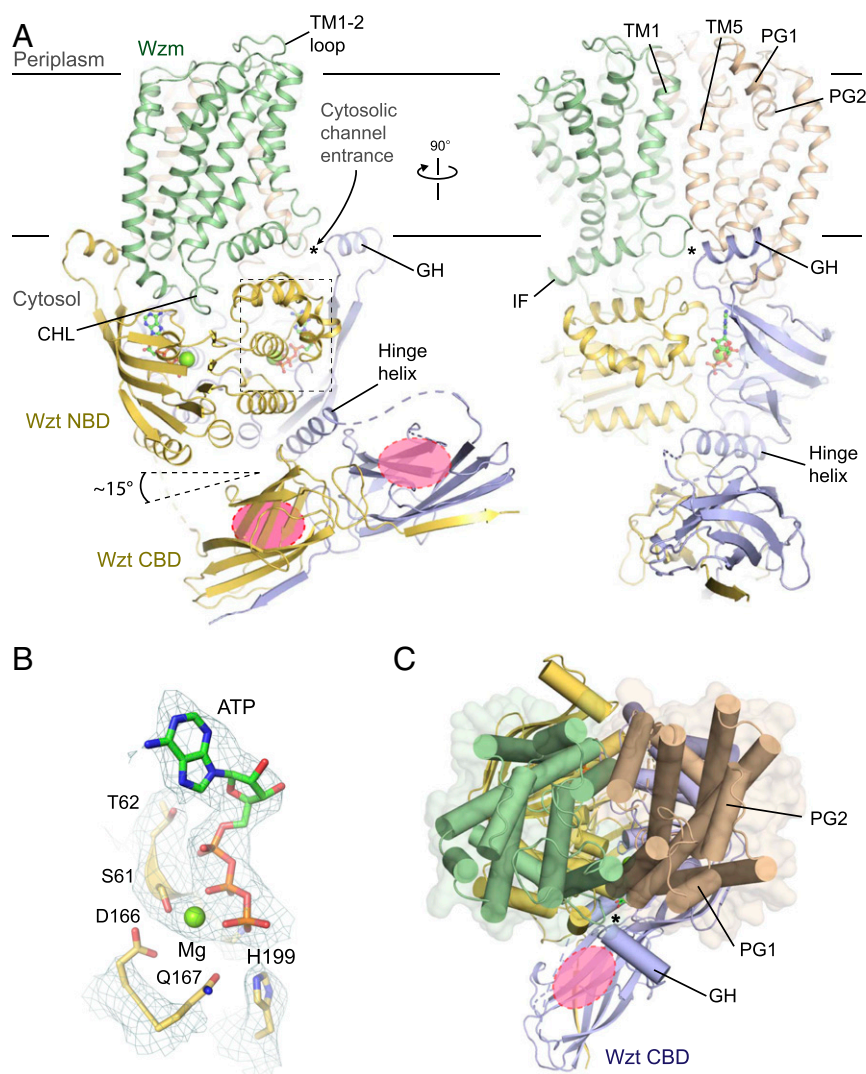 A
Periplasm
Wzm
TM1-2
loop
Cytosolic
channel
entrance
90°
TM1
TM5
PG1
PG2
*
GH
Cytosol
CHL
Hinge
helix
Wzt NBD
~15°
Wzt CBD
*
GH
IF
Hinge
helix
B
ATP
T62
S61
D166
Mg
Q167
H199
C
PG2
PG1
*
GH
Wzt CBD